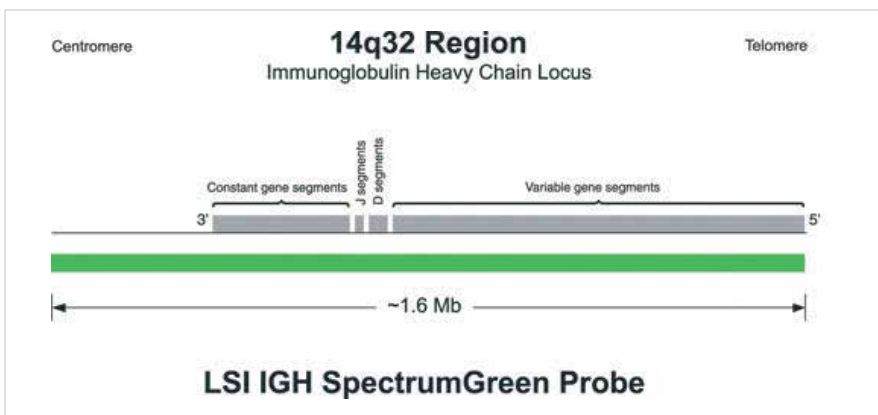 14q32 Region
Centromere
Telomere
Immunoglobulin Heavy Chain Locus
Constant gene segments
J segments
D segments
Variable gene segments
3'
5'
~1.6 Mb
LSI IGH SpectrumGreen Probe